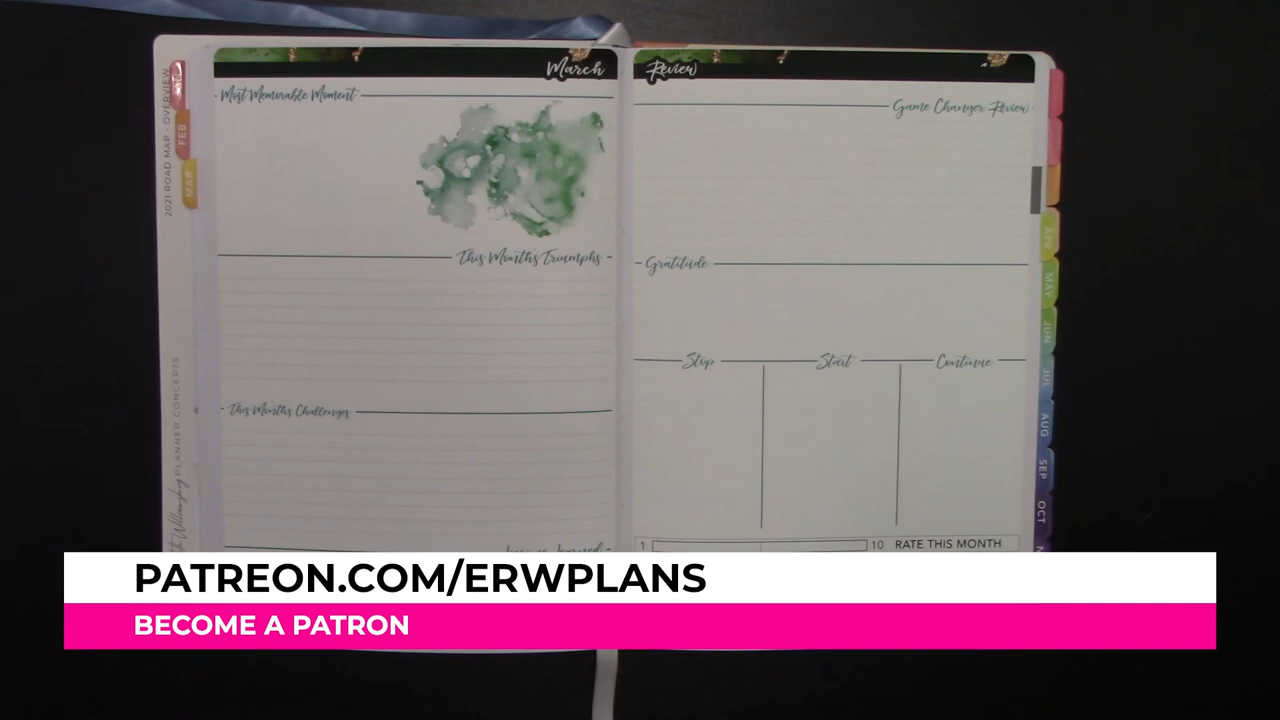 March
Review
Most Memorable Moment
Game Changer Review
This Months Triumphs
Gratitude
Stop
Start
Continue
This Months Challenges
1
10 RATE THIS MONTH
2021 ROAD MAP - OVERVIEW
PLANNER CONCEPTS
FEB
MAR
APR
MAY
JUN
JUL
AUG
SEP
OCT
PATREON.COM/ERWPLANS
BECOME A PATRON